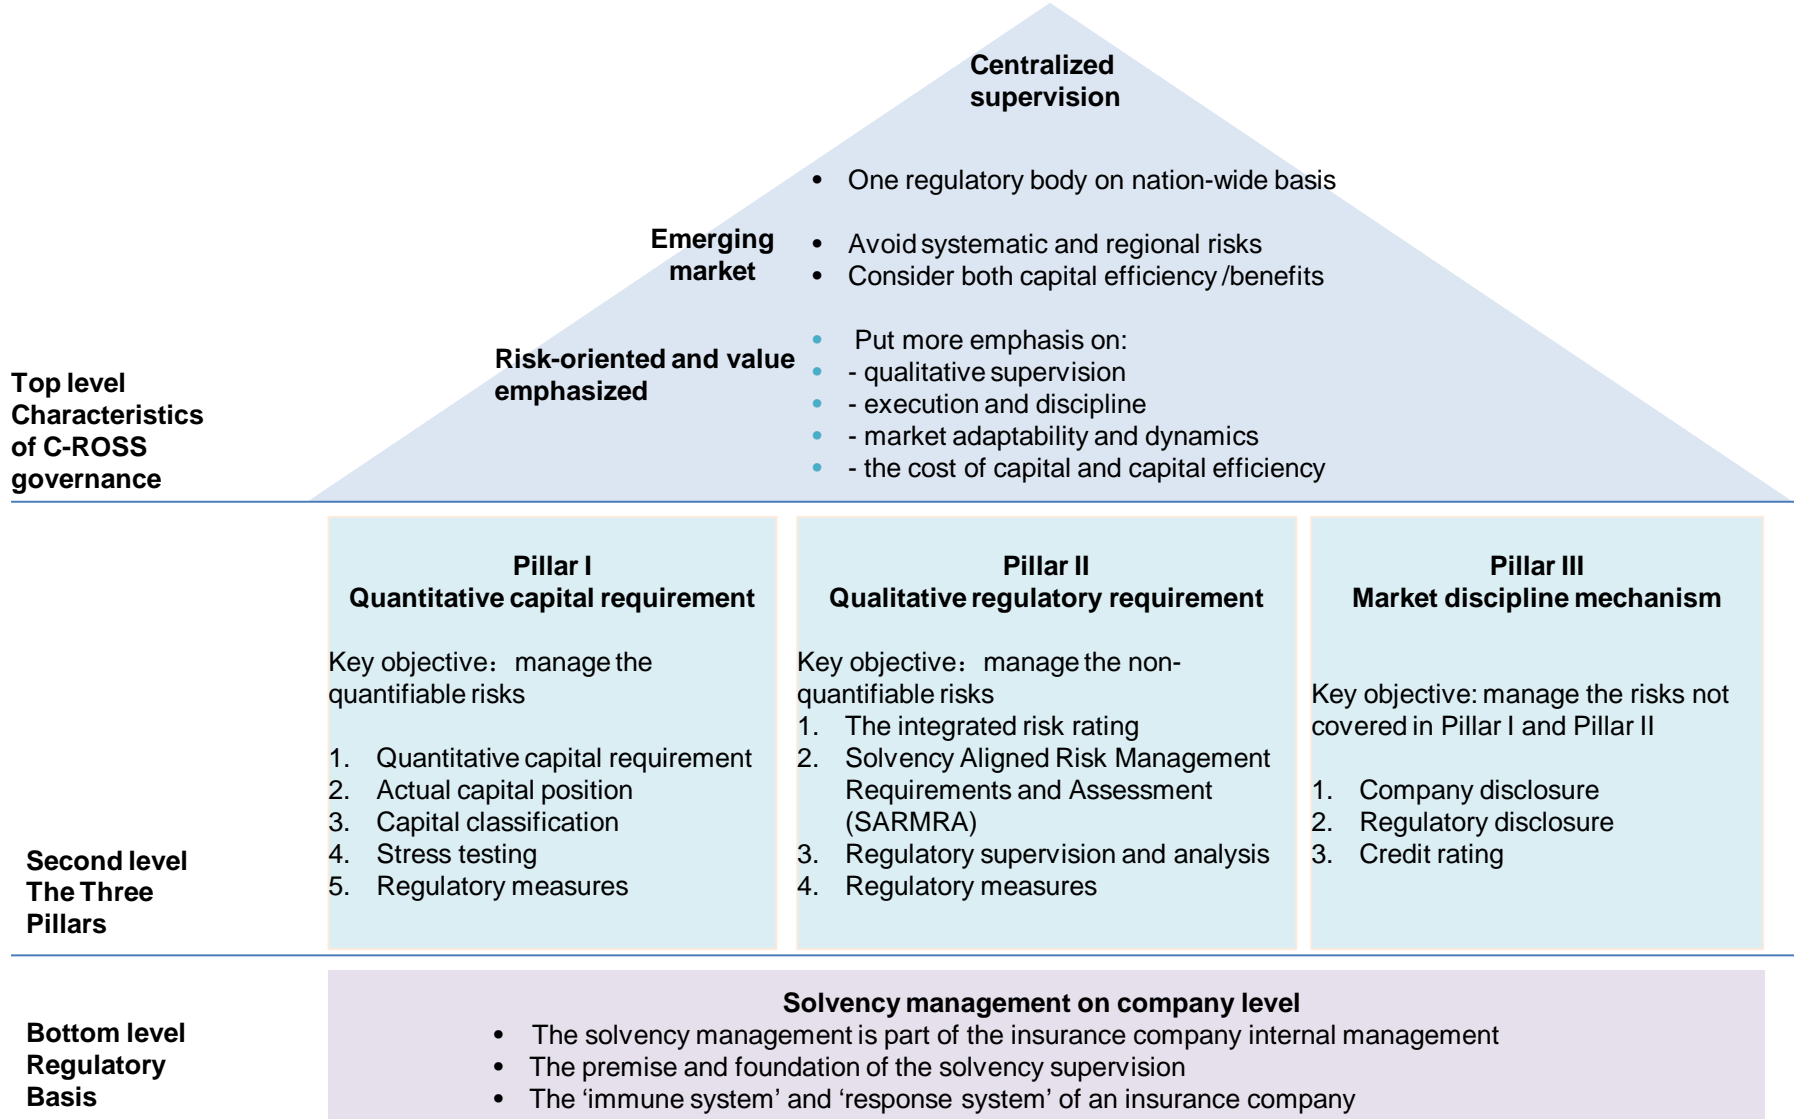 Centralized
supervision
• One regulatory body on nation-wide basis
Emerging
market
• Avoid systematic and regional risks
• Consider both capital efficiency /benefits
Risk-oriented and value
emphasized
• Put more emphasis on:
• - qualitative supervision
• - execution and discipline
• - market adaptability and dynamics
• - the cost of capital and capital efficiency
Top level
Characteristics
of C-ROSS
governance
Pillar I
Quantitative capital requirement
Key objective：manage the
quantifiable risks
1. Quantitative capital requirement
2. Actual capital position
3. Capital classification
4. Stress testing
5. Regulatory measures
Pillar II
Qualitative regulatory requirement
Key objective：manage the non-
quantifiable risks
1. The integrated risk rating
2. Solvency Aligned Risk Management
Requirements and Assessment
(SARMRA)
3. Regulatory supervision and analysis
4. Regulatory measures
Pillar III
Market discipline mechanism
Key objective: manage the risks not
covered in Pillar I and Pillar II
1. Company disclosure
2. Regulatory disclosure
3. Credit rating
Second level
The Three
Pillars
Solvency management on company level
• The solvency management is part of the insurance company internal management
• The premise and foundation of the solvency supervision
• The ‘immune system’ and ‘response system’ of an insurance company
Bottom level
Regulatory
Basis